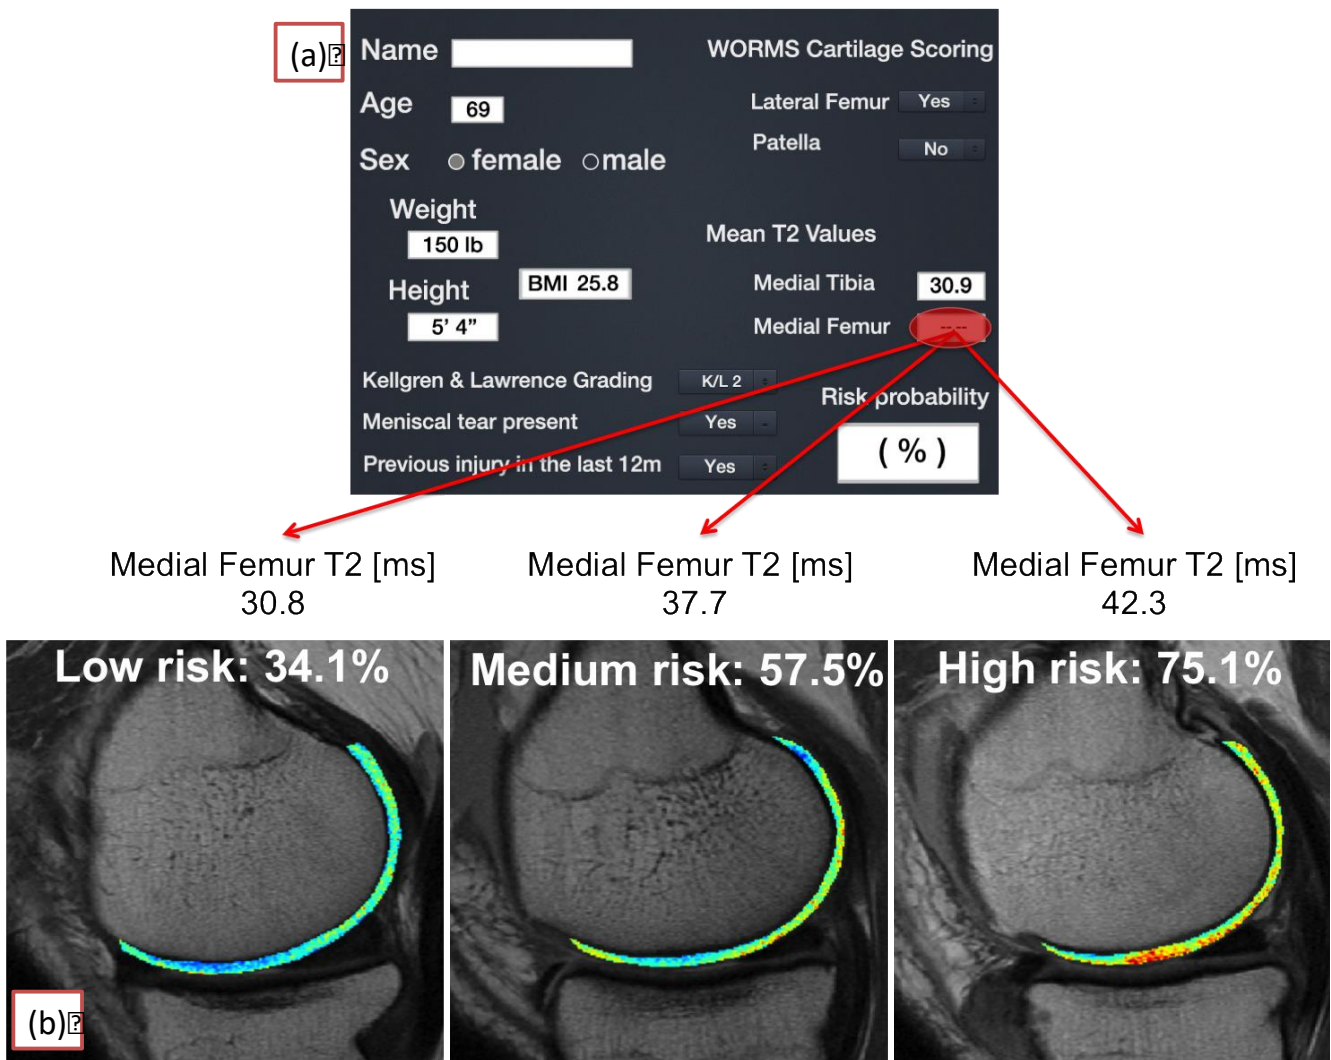 (a)
Name
WORMS Cartilage Scoring
Age 69
Lateral Femur Yes
Patella No
Sex female male
Weight
150 lb
Mean T2 Values
Height
BMI 25.8
Medial Tibia 30.9
5' 4”
Medial Femur -- --
Kellgren & Lawrence Grading K/L 2
Risk probability
Meniscal tear present Yes
( % )
Previous injury in the last 12m Yes
Medial Femur T2 [ms]
30.8
Medial Femur T2 [ms]
37.7
Medial Femur T2 [ms]
42.3
Low risk: 34.1%
Medium risk: 57.5%
High risk: 75.1%
(b)